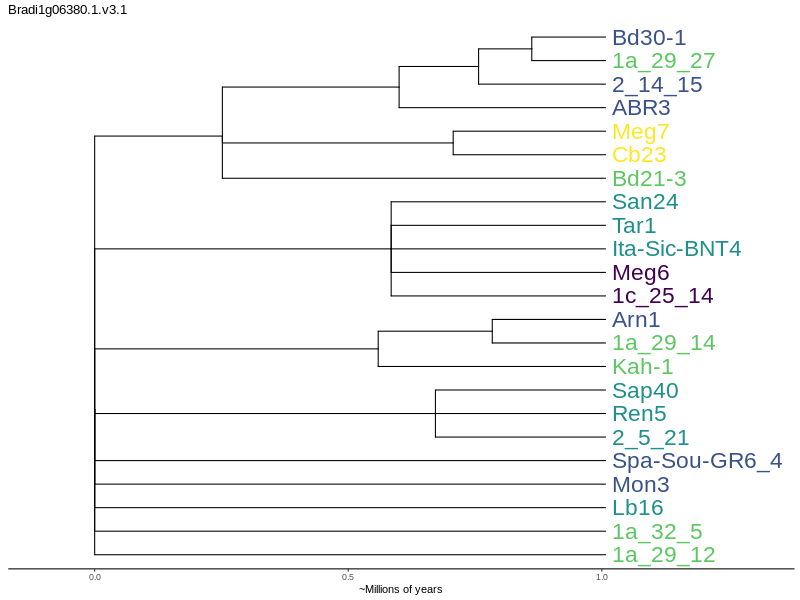 Bradi1g06380.1.v3.1
Bd30-1
1a_29_27
2_14_15
ABR3
Meg7
Cb23
Bd21-3
San24
Tar1
Ita-Sic-BNT4
Meg6
1c_25_14
Arn1
1a_29_14
Kah-1
Sap40
Ren5
2_5_21
Spa-Sou-GR6_4
Mon3
Lb16
1a_32_5
1a_29_12
0.0 0.5 1.0
~Millions of years